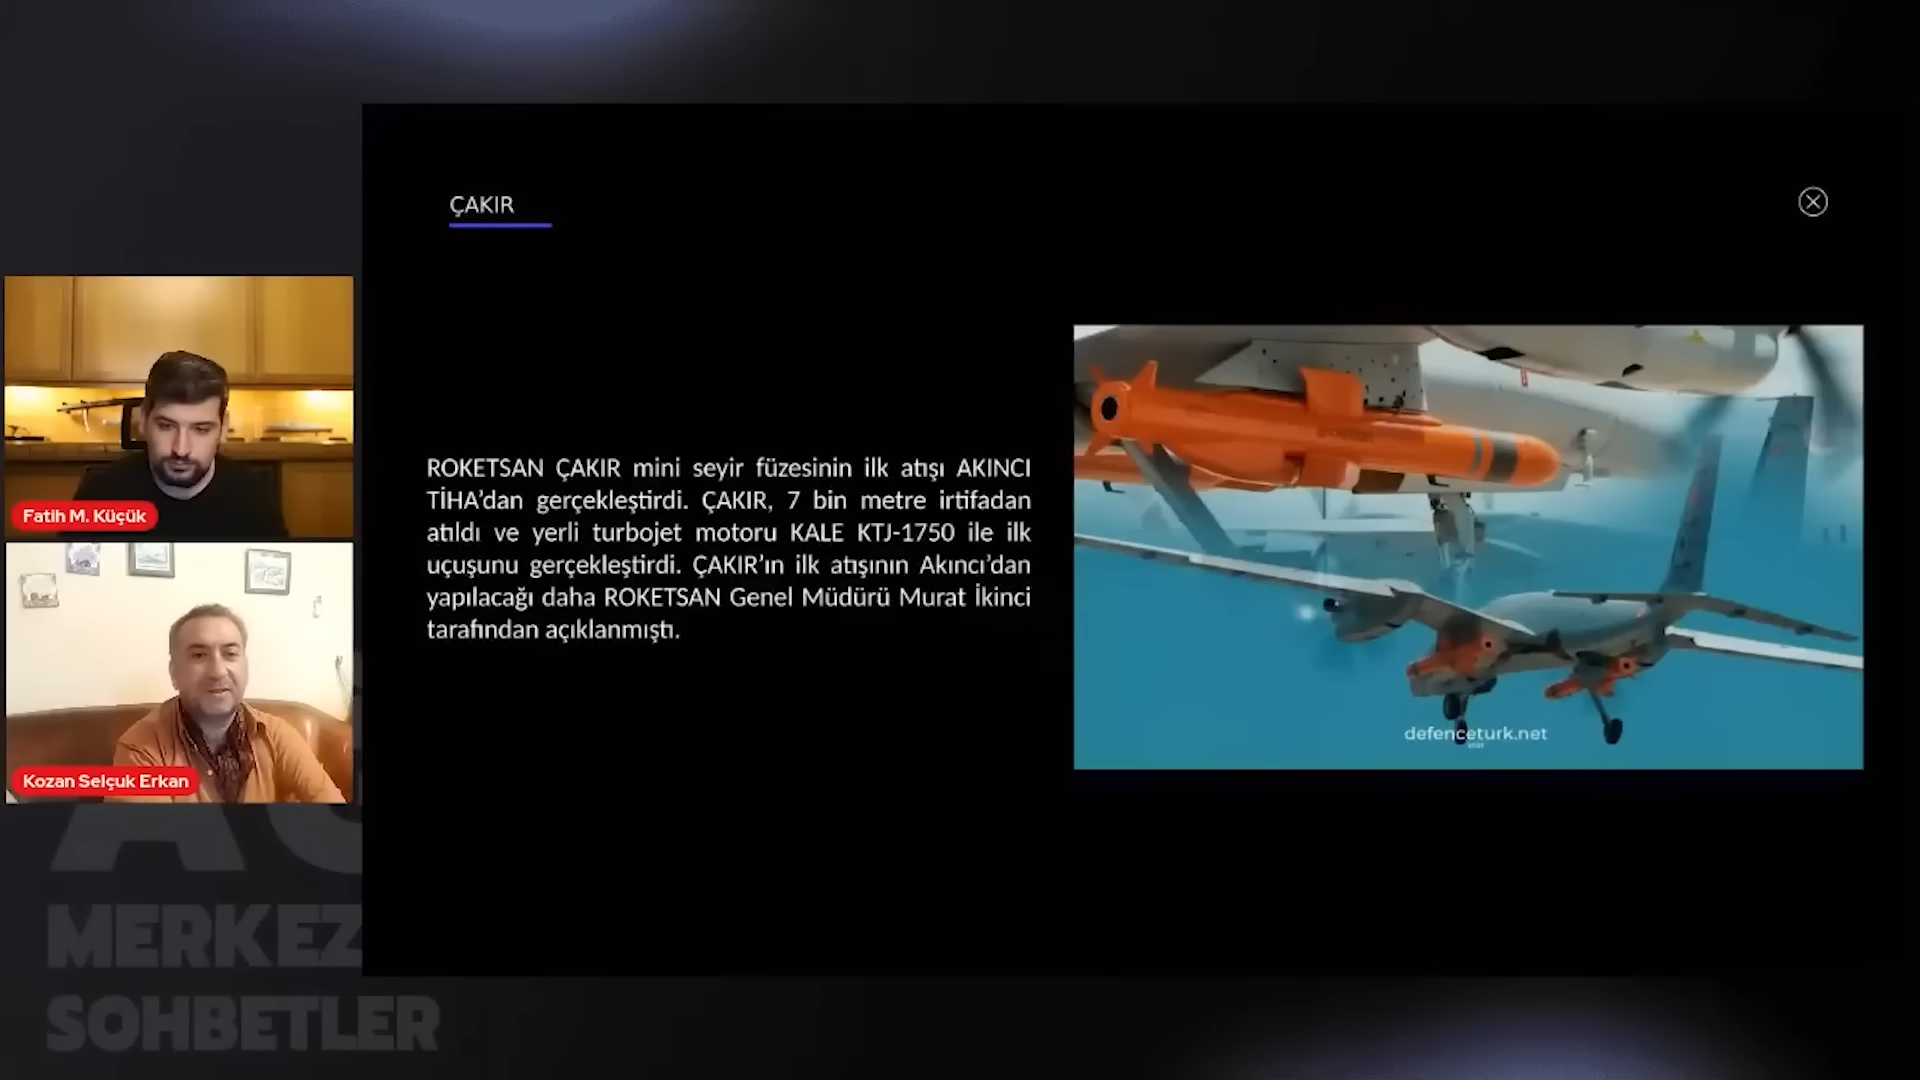 ÇAKIR
ROKETSAN ÇAKIR mini seyir füzesinin ilk atışı AKINCI
TİHA’dan gerçekleştirdi. ÇAKIR, 7 bin metre irtifadan
atıldı ve yerli turbojet motoru KALE KTJ-1750 ile ilk
uçuşunu gerçekleştirdi. ÇAKIR’ın ilk atışının Akıncı’dan
yapılacağı daha ROKETSAN Genel Müdürü Murat İkinci
tarafından açıklanmıştı.
defenceturk.net
Fatih M. Küçük
Kozan Selçuk Erkan
MERKEZ
SOHBETLER